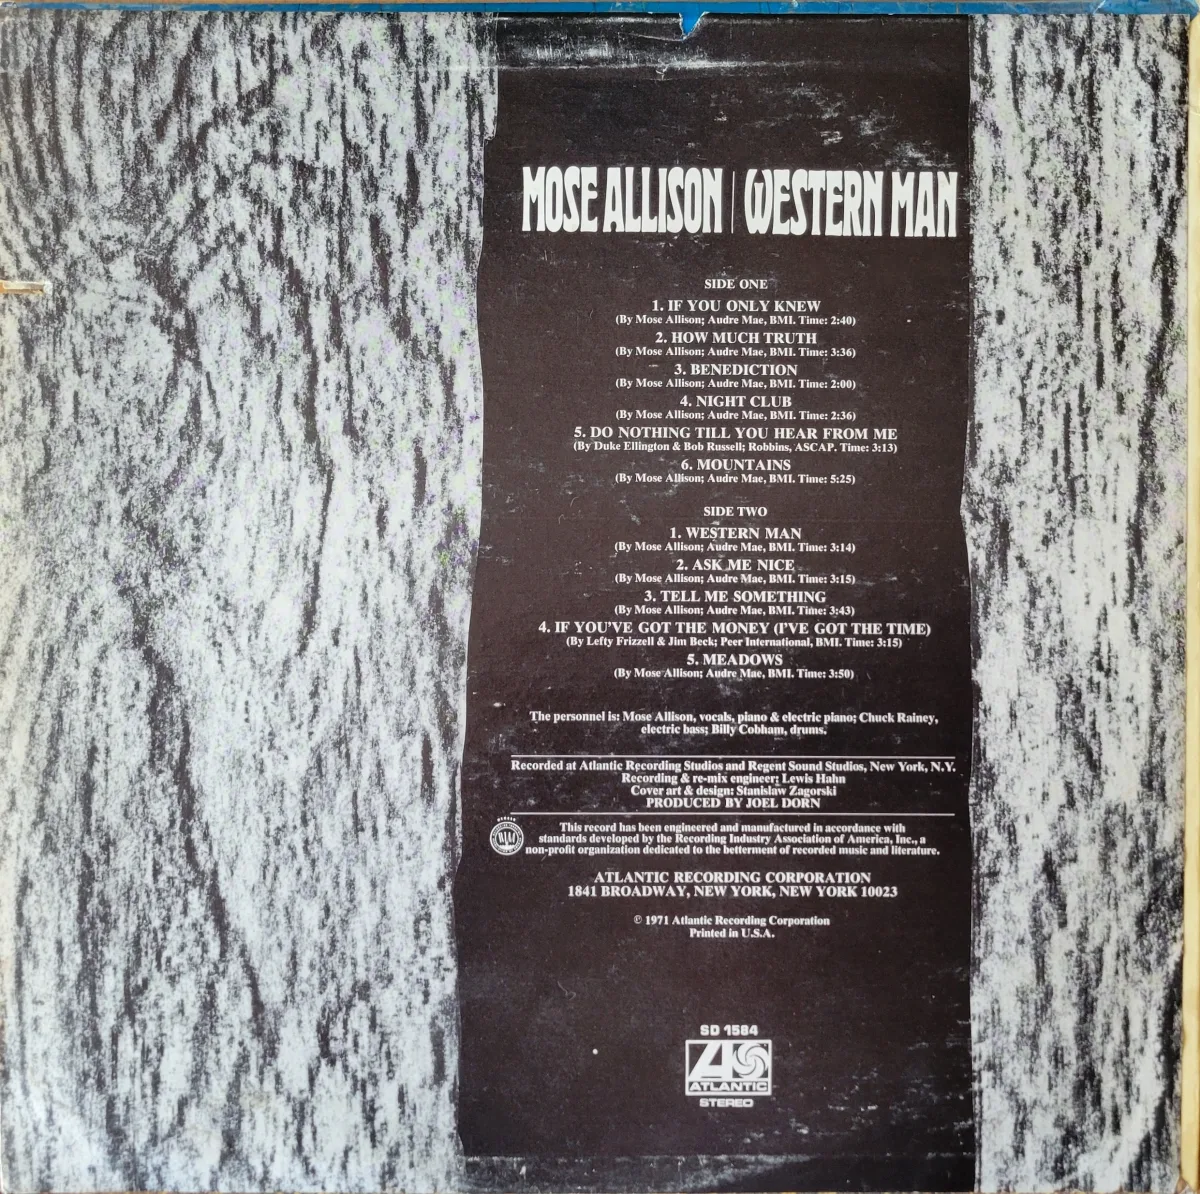 MOSE ALLISON | WESTERN MAN
SIDE ONE
1. IF YOU ONLY KNEW
(By Mose Allison; Audre Mae, BMI. Time: 2:40)
2. HOW MUCH TRUTH
(By Mose Allison; Audre Mae, BMI. Time: 3:36)
3. BENEDICTION
(By Mose Allison; Audre Mae, BMI. Time: 2:00)
4. NIGHT CLUB
(By Mose Allison; Audre Mae, BMI. Time: 2:36)
5. DO NOTHING TILL YOU HEAR FROM ME
(By Duke Ellington & Bob Russell; Robbins, ASCAP. Time: 3:13)
6. MOUNTAINS
(By Mose Allison; Audre Mae, BMI. Time: 5:25)
SIDE TWO
1. WESTERN MAN
(By Mose Allison; Audre Mae, BMI. Time: 3:14)
2. ASK ME NICE
(By Mose Allison; Audre Mae, BMI. Time: 3:15)
3. TELL ME SOMETHING
(By Mose Allison; Audre Mae, BMI. Time: 3:43)
4. IF YOU'VE GOT THE MONEY (I'VE GOT THE TIME)
(By Lefty Frizzell & Jim Beck; Peer International, BMI. Time: 3:15)
5. MEADOWS
(By Mose Allison; Audre Mae, BMI. Time: 3:50)
The personnel is: Mose Allison, vocals, piano & electric piano; Chuck Rainey,
electric bass; Billy Cobham, drums.
Recorded at Atlantic Recording Studios and Regent Sound Studios, New York, N.Y.
Recording & re-mix engineer: Lewis Hahn
Cover art & design: Stanislaw Zagorski
PRODUCED BY JOEL DORN
This record has been engineered and manufactured in accordance with
standards developed by the Recording Industry Association of America, Inc., a
non-profit organization dedicated to the betterment of recorded music and literature.
ATLANTIC RECORDING CORPORATION
1841 BROADWAY, NEW YORK, NEW YORK 10023
© 1971 Atlantic Recording Corporation
Printed in U.S.A.
SD 1584
ATLANTIC
STEREO